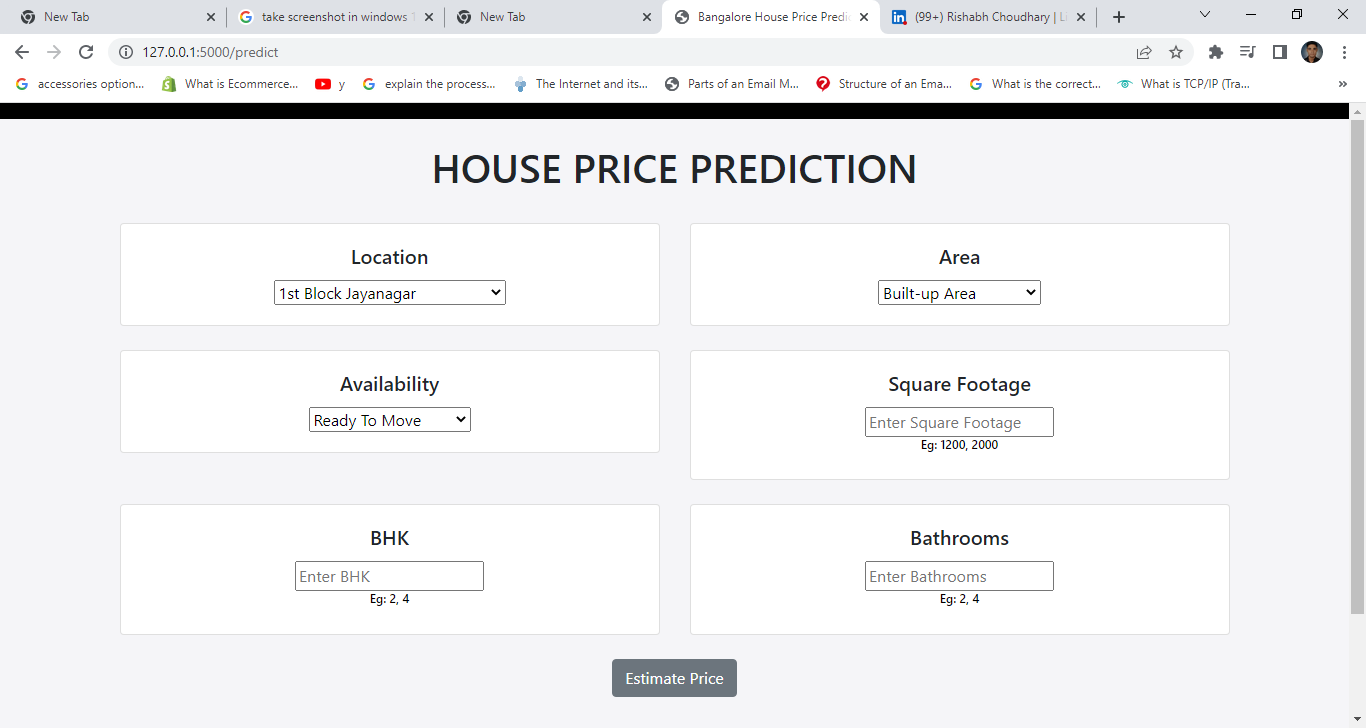 New Tab
take screenshot in windows 1
New Tab
Bangalore House Price Predi
(99+) Rishabh Choudhary | Li
127.0.0.1:5000/predict
accessories option...
What is Ecommerce...
y
explain the process...
The Internet and its...
Parts of an Email M...
Structure of an Ema...
What is the correct...
What is TCP/IP (Tra...
HOUSE PRICE PREDICTION
Location
1st Block Jayanagar
Area
Built-up Area
Availability
Ready To Move
Square Footage
Enter Square Footage
Eg: 1200, 2000
BHK
Enter BHK
Eg: 2, 4
Bathrooms
Enter Bathrooms
Eg: 2, 4
Estimate Price